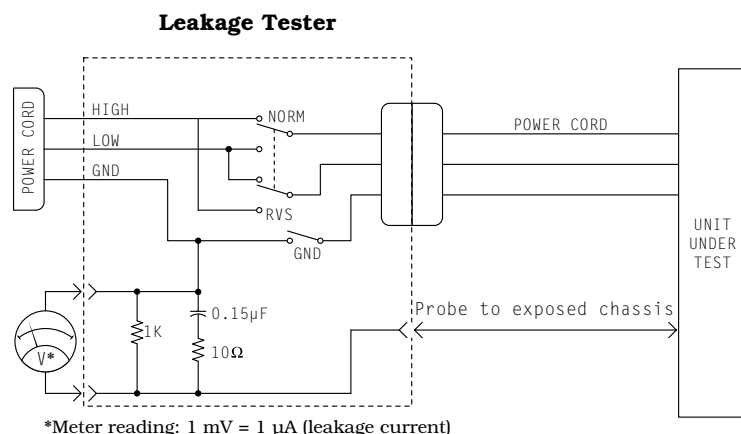 Leakage Tester
POWER CORD
HIGH
LOW
GND
NORM
RVS
GND
POWER CORD
UNIT
UNDER
TEST
0.15µF
1K
10Ω
Probe to exposed chassis
V*
*Meter reading: 1 mV = 1 µA (leakage current)